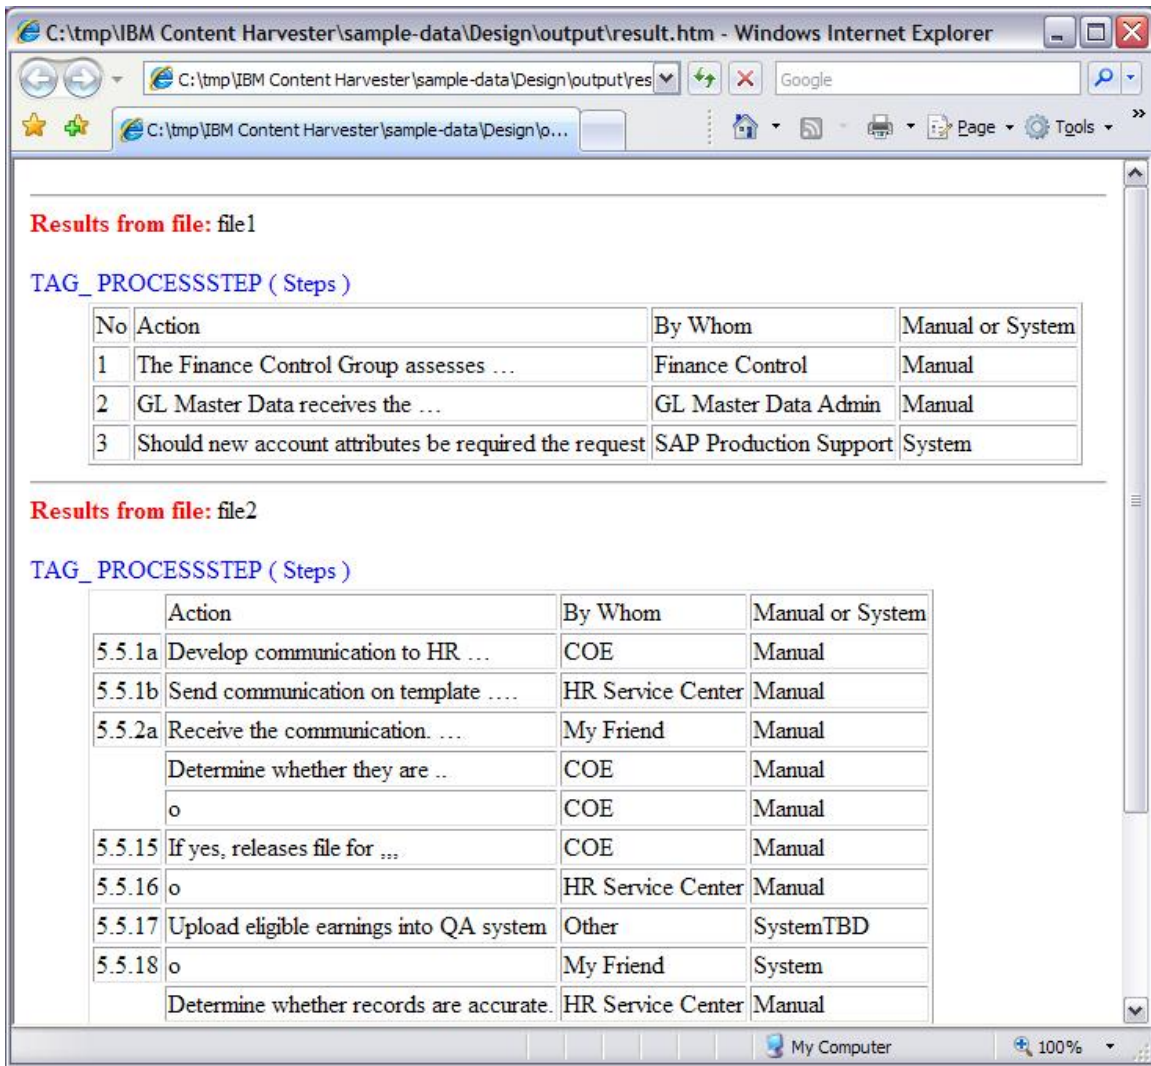 C:\tmp\IBM Content Harvester\sample-data\Design\output\result.htm - Windows Internet Explorer
C:\tmp\IBM Content Harvester\sample-data\Design\output\res Google
C:\tmp\IBM Content Harvester\sample-data\Design\o... Page Tools »
Results from file: file1
TAG_ PROCESSSTEP ( Steps )
No Action By Whom Manual or System
1 The Finance Control Group assesses … Finance Control Manual
2 GL Master Data receives the … GL Master Data Admin Manual
3 Should new account attributes be required the request SAP Production Support System
Results from file: file2
TAG_ PROCESSSTEP ( Steps )
Action By Whom Manual or System
5.5.1a Develop communication to HR … COE Manual
5.5.1b Send communication on template …. HR Service Center Manual
5.5.2a Receive the communication. … My Friend Manual
Determine whether they are .. COE Manual
o COE Manual
5.5.15 If yes, releases file for ,,, COE Manual
5.5.16 o HR Service Center Manual
5.5.17 Upload eligible earnings into QA system Other SystemTBD
5.5.18 o My Friend System
Determine whether records are accurate. HR Service Center Manual
My Computer 100%